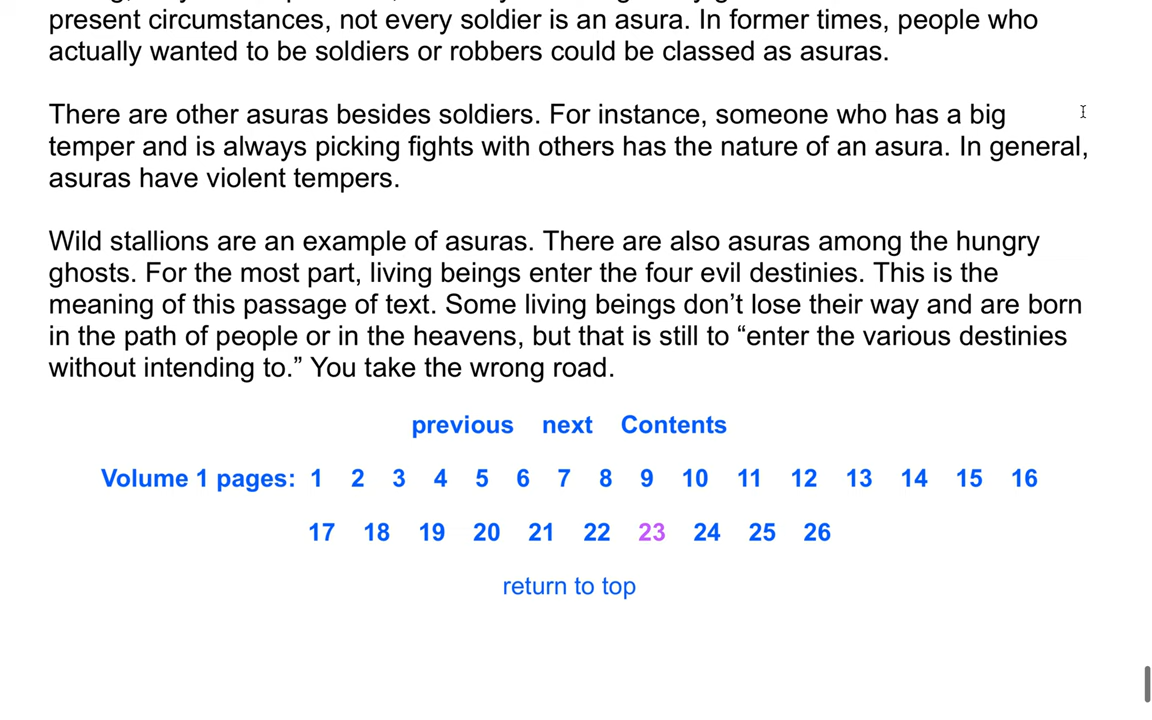 present circumstances, not every soldier is an asura. In former times, people who
actually wanted to be soldiers or robbers could be classed as asuras.
There are other asuras besides soldiers. For instance, someone who has a big
temper and is always picking fights with others has the nature of an asura. In general,
asuras have violent tempers.
Wild stallions are an example of asuras. There are also asuras among the hungry
ghosts. For the most part, living beings enter the four evil destinies. This is the
meaning of this passage of text. Some living beings don’t lose their way and are born
in the path of people or in the heavens, but that is still to “enter the various destinies
without intending to.” You take the wrong road.
previous next Contents
Volume 1 pages: 1 2 3 4 5 6 7 8 9 10 11 12 13 14 15 16
17 18 19 20 21 22 23 24 25 26
return to top